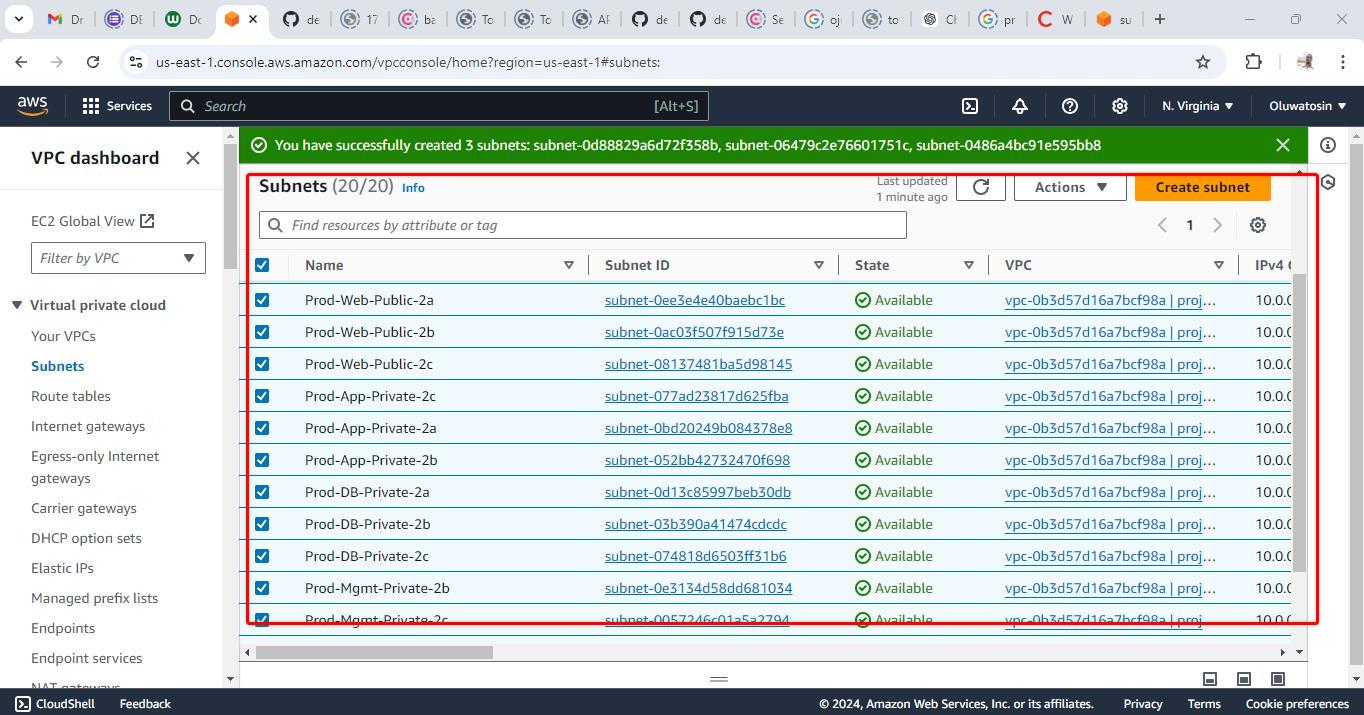 Dr
DE
Do
de
17
ba
To
To
AF
de
de
Se
oj
to
Ch
pr
W
su
us-east-1.console.aws.amazon.com/vpcconsole/home?region=us-east-1#subnets:
aws Services Search [Alt+S] N. Virginia Oluwatosin
VPC dashboard
You have successfully created 3 subnets: subnet-0d88829a6d72f358b, subnet-06479c2e76601751c, subnet-0486a4bc91e595bb8
EC2 Global View
Filter by VPC
Virtual private cloud
Your VPCs
Subnets
Route tables
Internet gateways
Egress-only Internet
gateways
Carrier gateways
DHCP option sets
Elastic IPs
Managed prefix lists
Endpoints
Endpoint services
NAT gateways
Subnets (20/20) Info
Last updated
1 minute ago
Actions
Create subnet
Find resources by attribute or tag
1
Name Subnet ID State VPC IPv4 C
Prod-Web-Public-2a subnet-0ee3e4e40baebc1bc Available vpc-0b3d57d16a7bcf98a | proj... 10.0.0
Prod-Web-Public-2b subnet-0ac03f507f915d73e Available vpc-0b3d57d16a7bcf98a | proj... 10.0.0
Prod-Web-Public-2c subnet-08137481ba5d98145 Available vpc-0b3d57d16a7bcf98a | proj... 10.0.0
Prod-App-Private-2c subnet-077ad23817d625fba Available vpc-0b3d57d16a7bcf98a | proj... 10.0.0
Prod-App-Private-2a subnet-0bd20249b084378e8 Available vpc-0b3d57d16a7bcf98a | proj... 10.0.0
Prod-App-Private-2b subnet-052bb42732470f698 Available vpc-0b3d57d16a7bcf98a | proj... 10.0.0
Prod-DB-Private-2a subnet-0d13c85997beb30db Available vpc-0b3d57d16a7bcf98a | proj... 10.0.0
Prod-DB-Private-2b subnet-03b390a41474cdcdc Available vpc-0b3d57d16a7bcf98a | proj... 10.0.0
Prod-DB-Private-2c subnet-074818d6503ff31b6 Available vpc-0b3d57d16a7bcf98a | proj... 10.0.0
Prod-Mgmt-Private-2b subnet-0e3134d58dd681034 Available vpc-0b3d57d16a7bcf98a | proj... 10.0.0
Prod-Mgmt-Private-2c subnet-0057246c01a5a2794 Available vpc-0b3d57d16a7bcf98a | proj... 10.0.0
CloudShell Feedback © 2024, Amazon Web Services, Inc. or its affiliates. Privacy Terms Cookie preferences